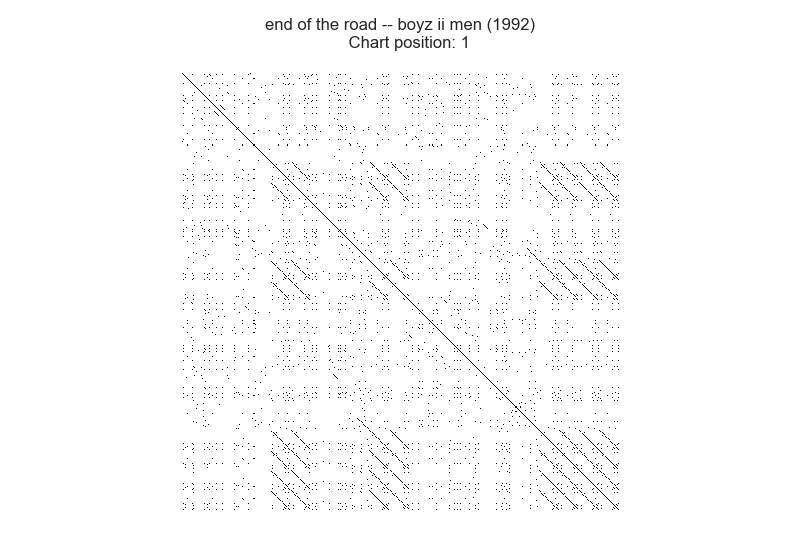 end of the road -- boyz ii men (1992)
Chart position: 1